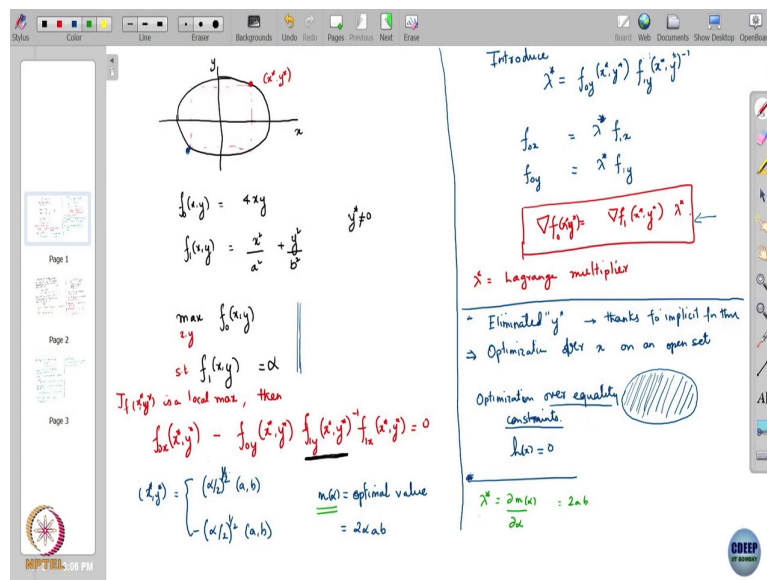 Stylus
Color
Line
Eraser
Backgrounds
Undo
Redo
Pages
Previous
Next
Erase
Board
Web
Documents
Show Desktop
OpenBoar
y
(x*, y*)
x
f₀(x,y) = 4xy
f₁(x,y) = x²/a² + y²/b²
y* ≠ 0
max f₀(x,y)
x,y
s.t f₁(x,y) = α
If (x*,y*) is a local max, then
f₀ₓ(x*,y*) - f₀y(x*,y*) f₁y(x*,y*)⁻¹ f₁ₓ(x*,y*) = 0
(x*,y*) = { (α/2)^½ (a,b)
-(α/2)^½ (a,b)
m(α) = optimal value
= 2αab
Introduce
λ* = f₀y(x*,y*) f₁y(x*,y*)⁻¹
f₀ₓ = λ* f₁ₓ
f₀y = λ* f₁y
∇f₀(x*,y*) = ∇f₁(x*,y*) λ* ←
λ* = Lagrange multiplier
- Eliminated "y" → thanks to implicit fn thm
⇒ Optimization over x on an open set
Optimization over equality
constraints.
h(x) = 0
λ* = ∂m(α)/∂α = 2ab
Page 1
Page 2
Page 3
NPTEL
3:06 PM
CDEEP
IIT BOMBAY